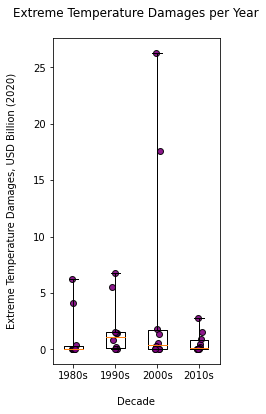 Extreme Temperature Damages per Year
Extreme Temperature Damages, USD Billion (2020)
25
20
15
10
5
0
1980s 1990s 2000s 2010s
Decade